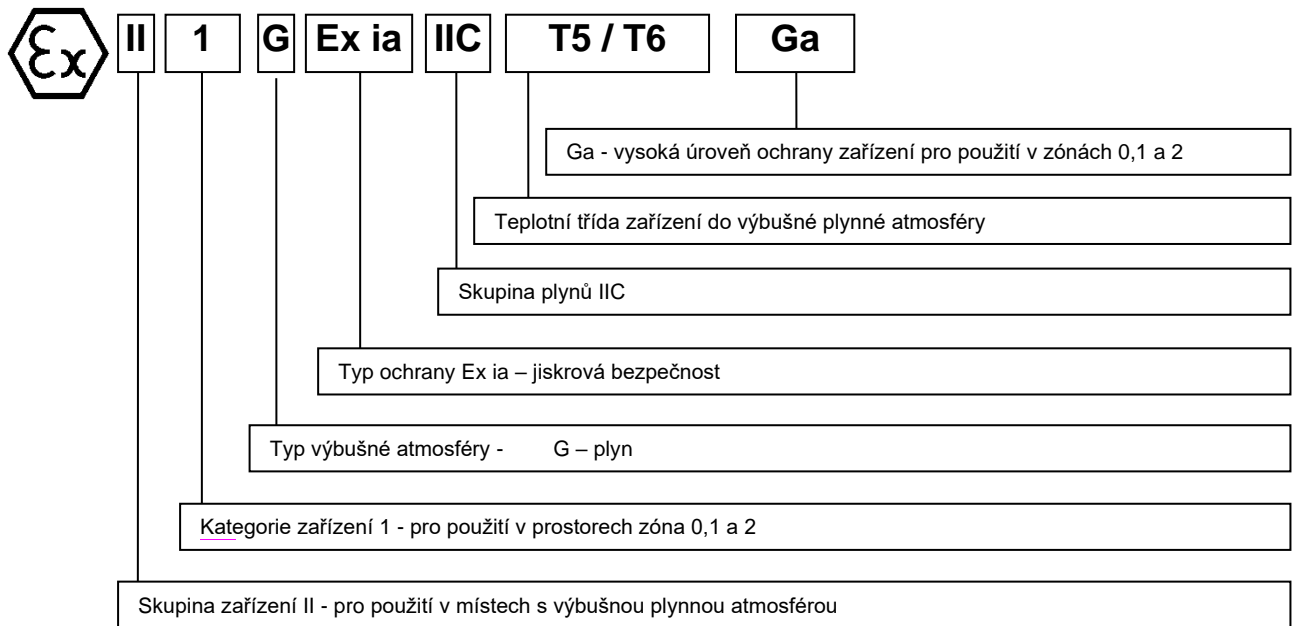 Ex II 1 G Ex ia IIC T5 / T6 Ga
Ga - vysoká úroveň ochrany zařízení pro použití v zónách 0,1 a 2
Teplotní třída zařízení do výbušné plynné atmosféry
Skupina plynů IIC
Typ ochrany Ex ia – jiskrová bezpečnost
Typ výbušné atmosféry - G – plyn
Kategorie zařízení 1 - pro použití v prostorech zóna 0,1 a 2
Skupina zařízení II - pro použití v místech s výbušnou plynnou atmosférou